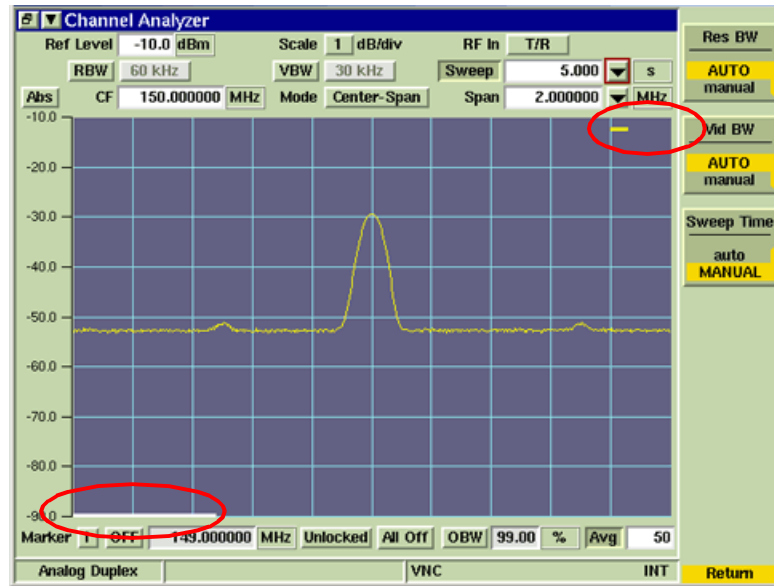 Channel Analyzer
Ref Level -10.0 dBm Scale 1 dB/div RF In T/R
RBW 60 kHz VBW 30 kHz Sweep 5.000 s
Abs CF 150.000000 MHz Mode Center-Span Span 2.000000 MHz
-10.0
-20.0
-30.0
-40.0
-50.0
-60.0
-70.0
-80.0
-90.0
Marker 1 OFF 149.000000 MHz Unlocked All Off OBW 99.00 % Avg 50
Analog Duplex VNC INT
Res BW
AUTO
manual
Vid BW
AUTO
manual
Sweep Time
auto
MANUAL
Return